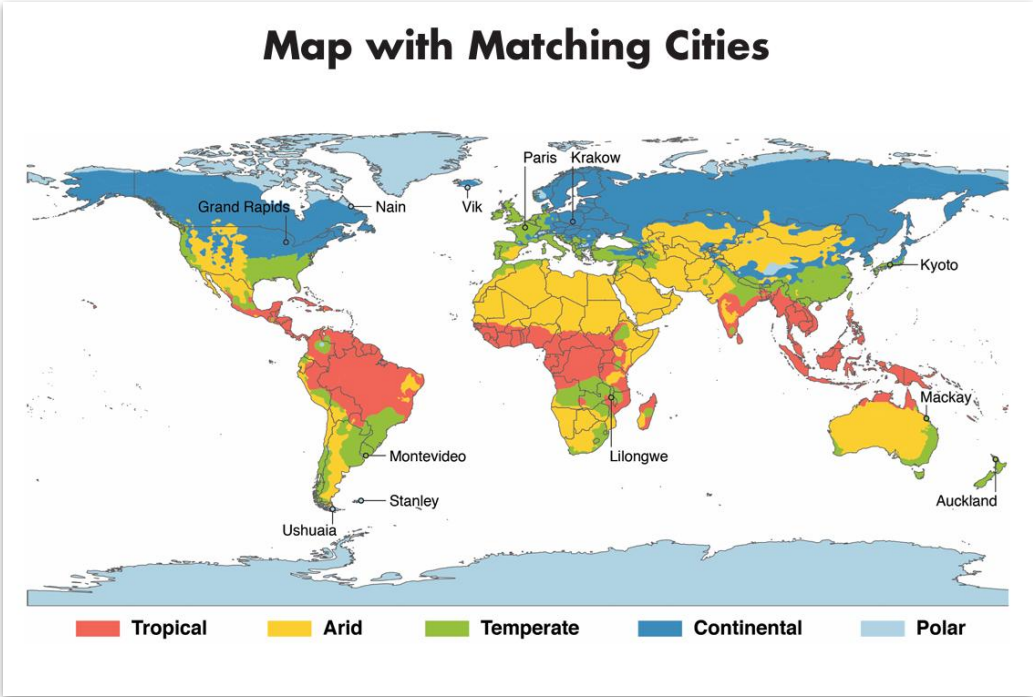 Map with Matching Cities
Paris
Krakow
Grand Rapids
Nain
Vik
Kyoto
Mackay
Montevideo
Lilongwe
Stanley
Auckland
Ushuaia
Tropical
Arid
Temperate
Continental
Polar